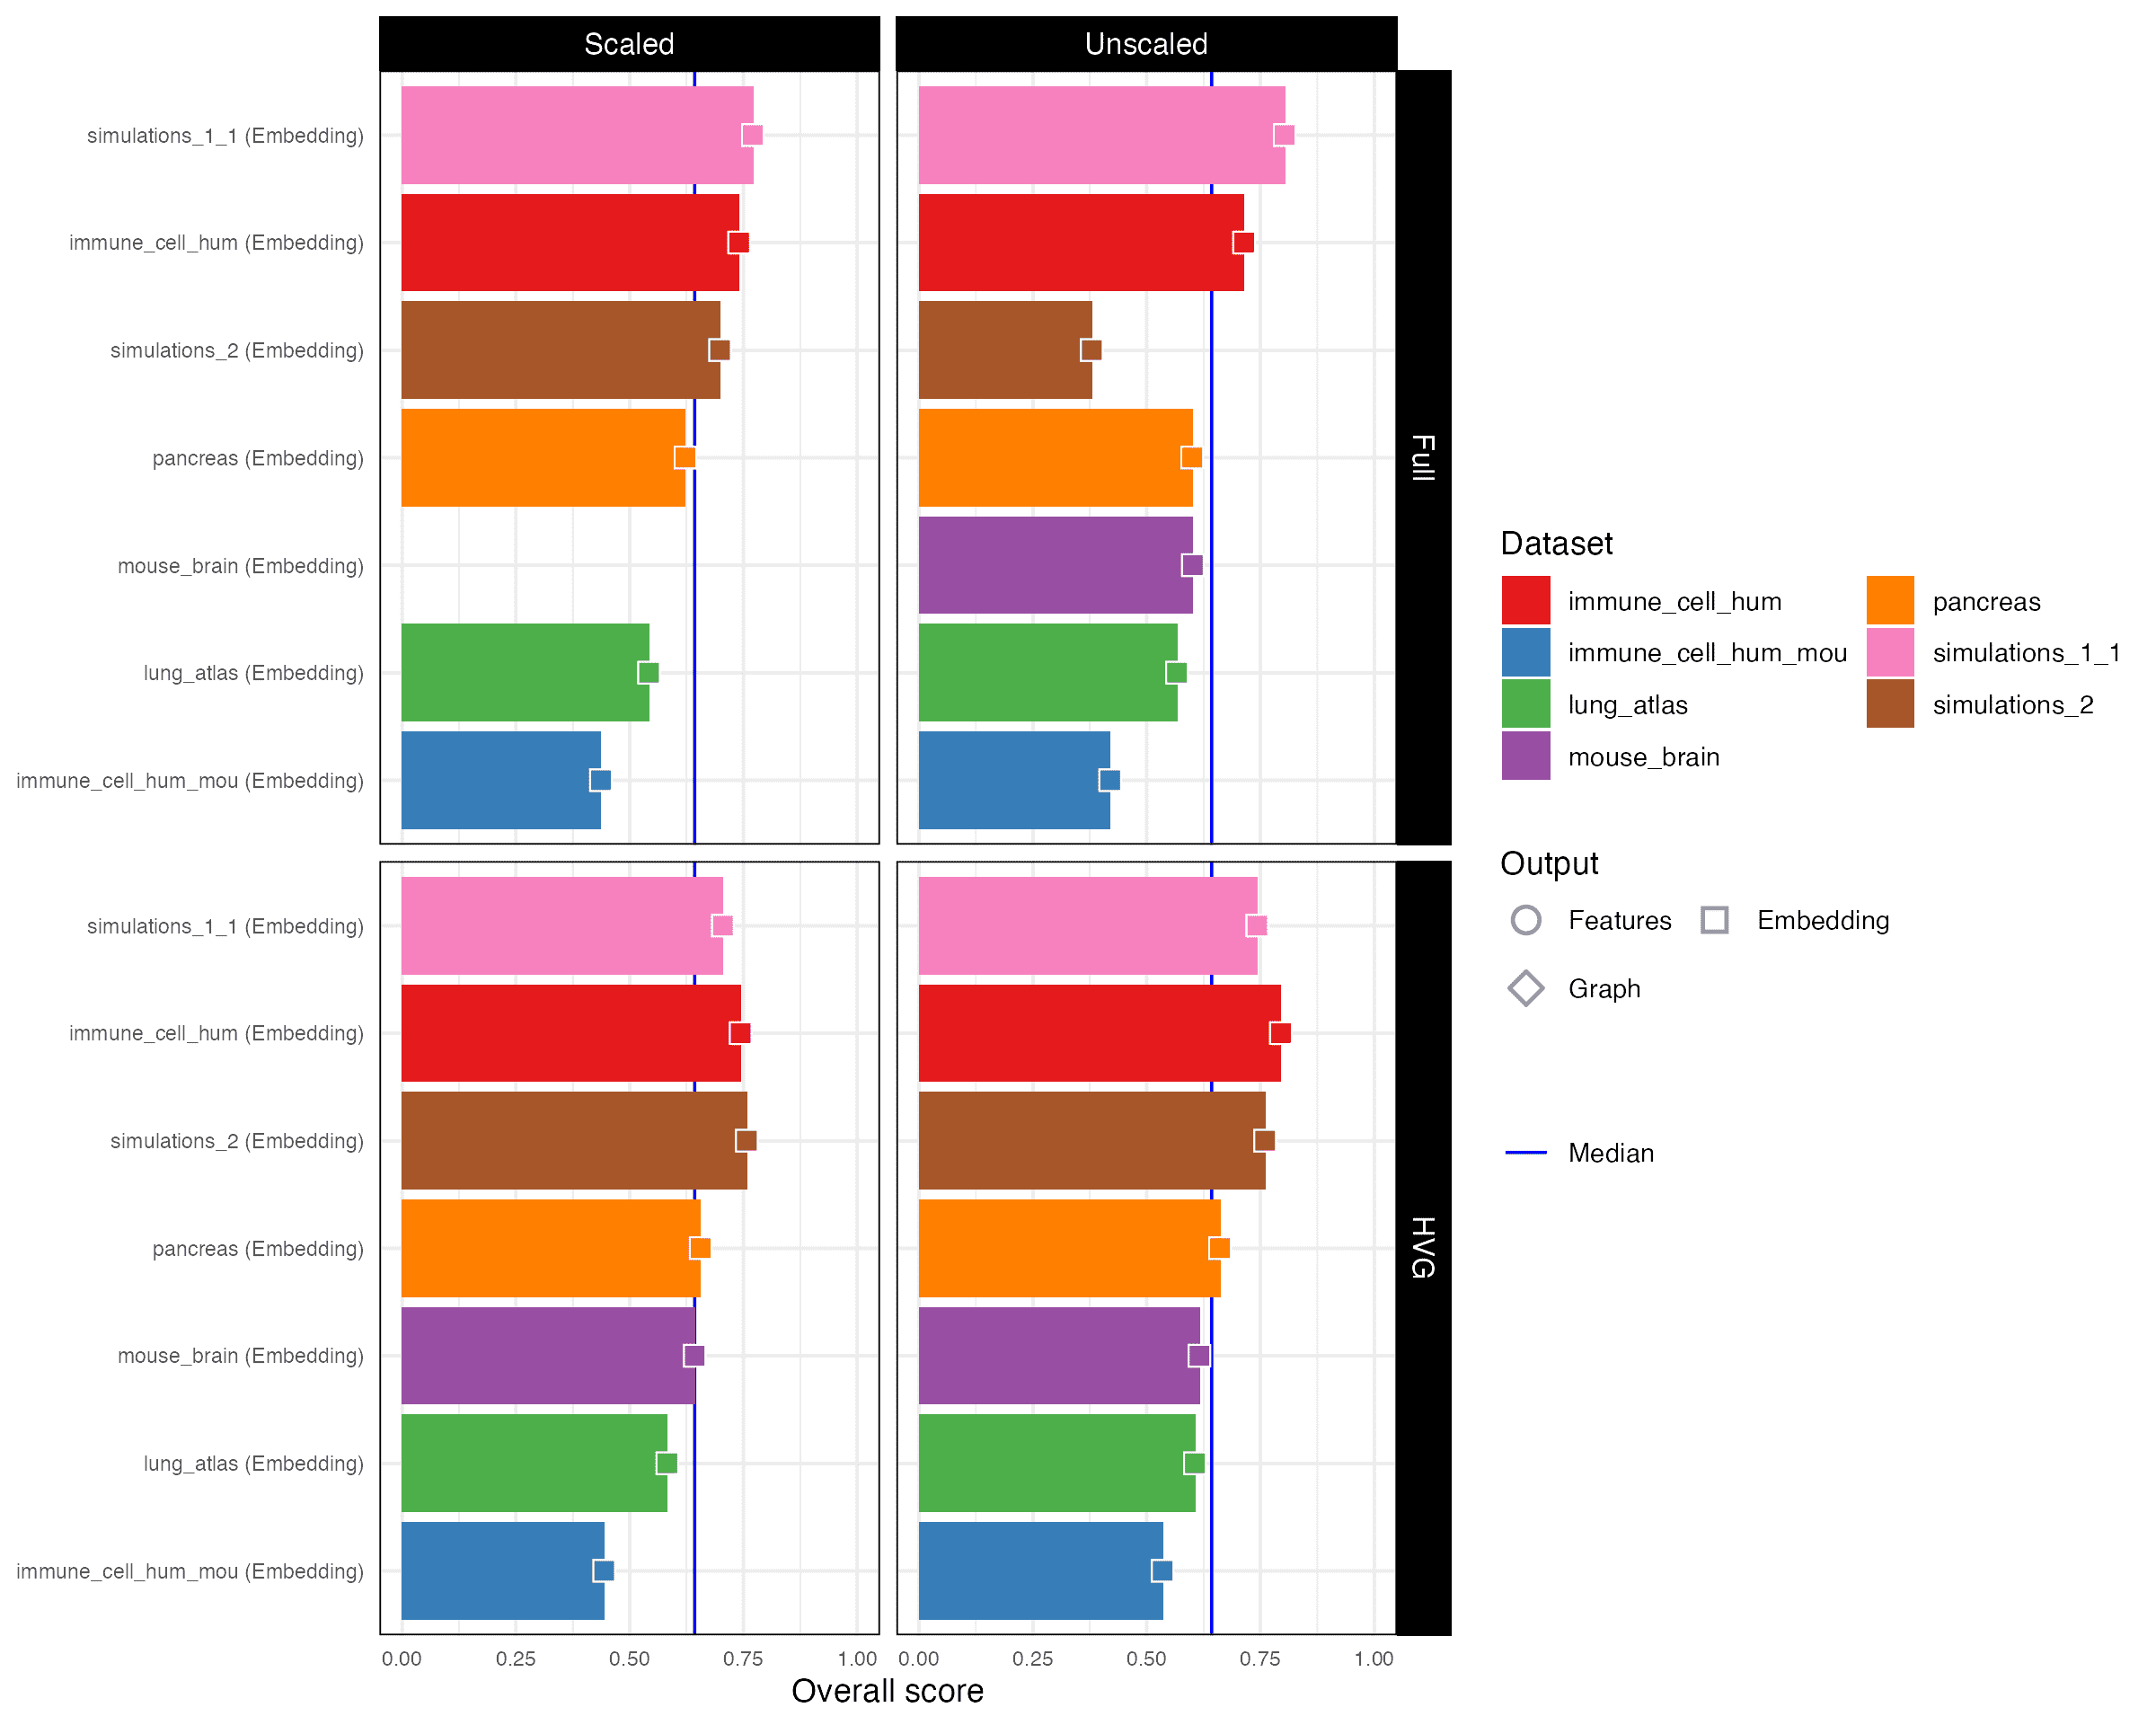 Scaled
Unscaled
simulations_1_1 (Embedding)
immune_cell_hum (Embedding)
simulations_2 (Embedding)
pancreas (Embedding)
mouse_brain (Embedding)
lung_atlas (Embedding)
immune_cell_hum_mou (Embedding)
Full
simulations_1_1 (Embedding)
immune_cell_hum (Embedding)
simulations_2 (Embedding)
pancreas (Embedding)
mouse_brain (Embedding)
lung_atlas (Embedding)
immune_cell_hum_mou (Embedding)
HVG
0.00 0.25 0.50 0.75 1.00
0.00 0.25 0.50 0.75 1.00
Overall score
Dataset
immune_cell_hum
immune_cell_hum_mou
lung_atlas
mouse_brain
pancreas
simulations_1_1
simulations_2
Output
Features
Embedding
Graph
Median